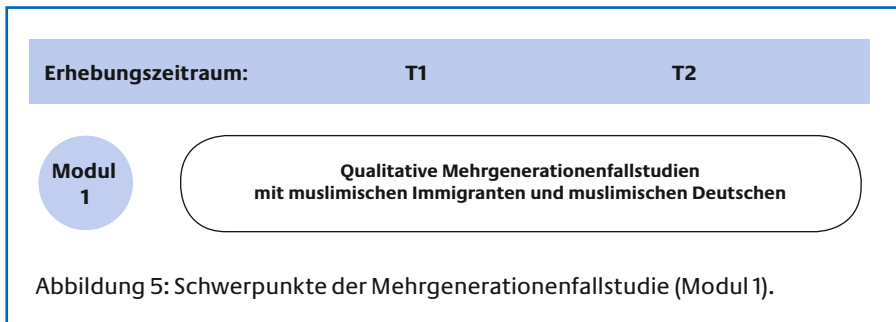 Erhebungszeitraum: T1 T2
Modul
1
Qualitative Mehrgenerationenfallstudien
mit muslimischen Immigranten und muslimischen Deutschen
Abbildung 5: Schwerpunkte der Mehrgenerationenfallstudie (Modul 1).